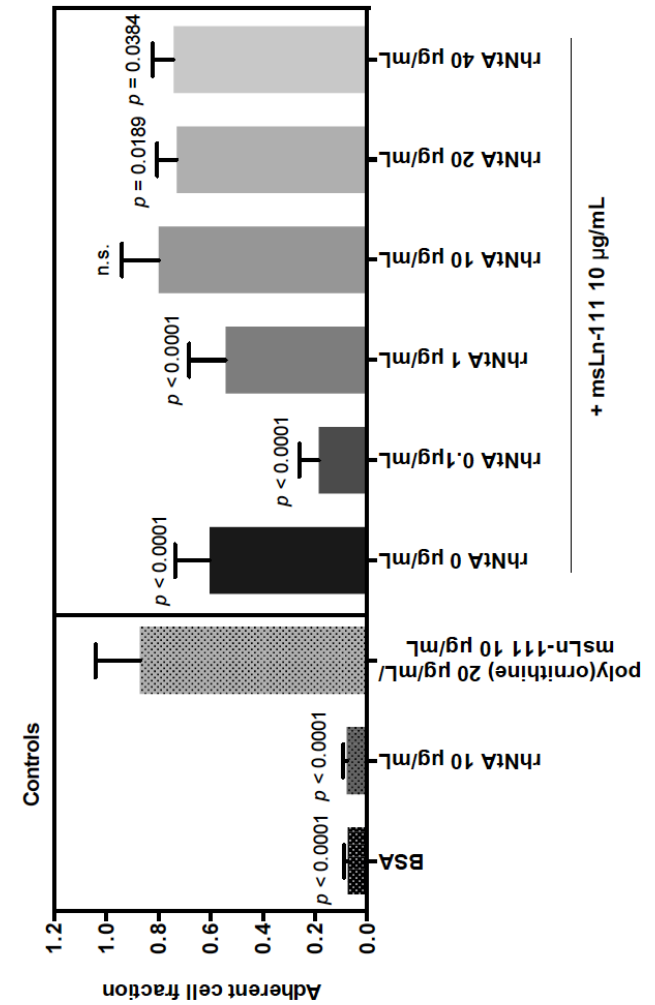 Controls
Adherent cell fraction
1.2
1.0
0.8
0.6
0.4
0.2
0.0
p < 0.0001
p < 0.0001
p < 0.0001
p < 0.0001
p < 0.0001
n.s.
p = 0.0189
p = 0.0384
BSA
rhNtA 10 µg/mL
poly(ornithine) 20 µg/mL/
msLn-111 10 µg/mL
rhNtA 0 µg/mL
rhNtA 0.1µg/mL
rhNtA 1 µg/mL
rhNtA 10 µg/mL
rhNtA 20 µg/mL
rhNtA 40 µg/mL
+ msLn-111 10 µg/mL